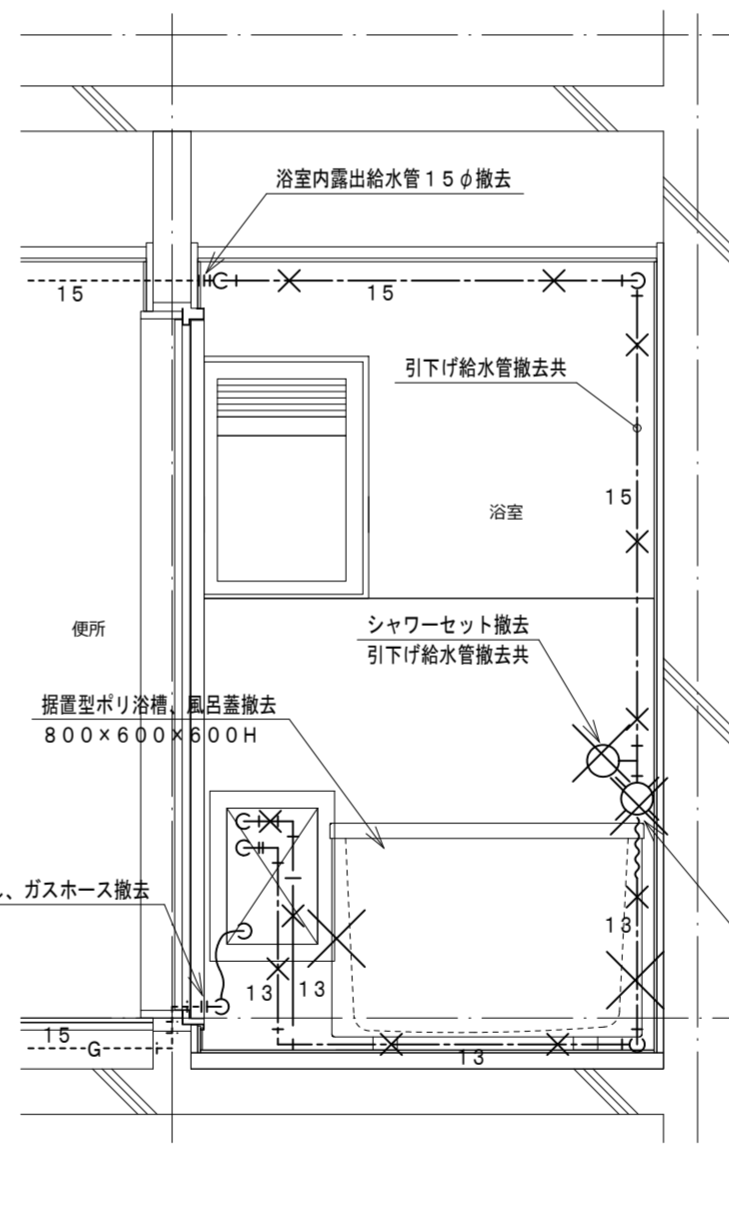 浴室内露出給水管15φ撤去
15
15
引下げ給水管撤去共
15
浴室
シャワーセット撤去
引下げ給水管撤去共
便所
据置型ポリ浴槽、風呂蓋撤去
800×600×600H
、ガスホース撤去
13
13
13
15
G
13